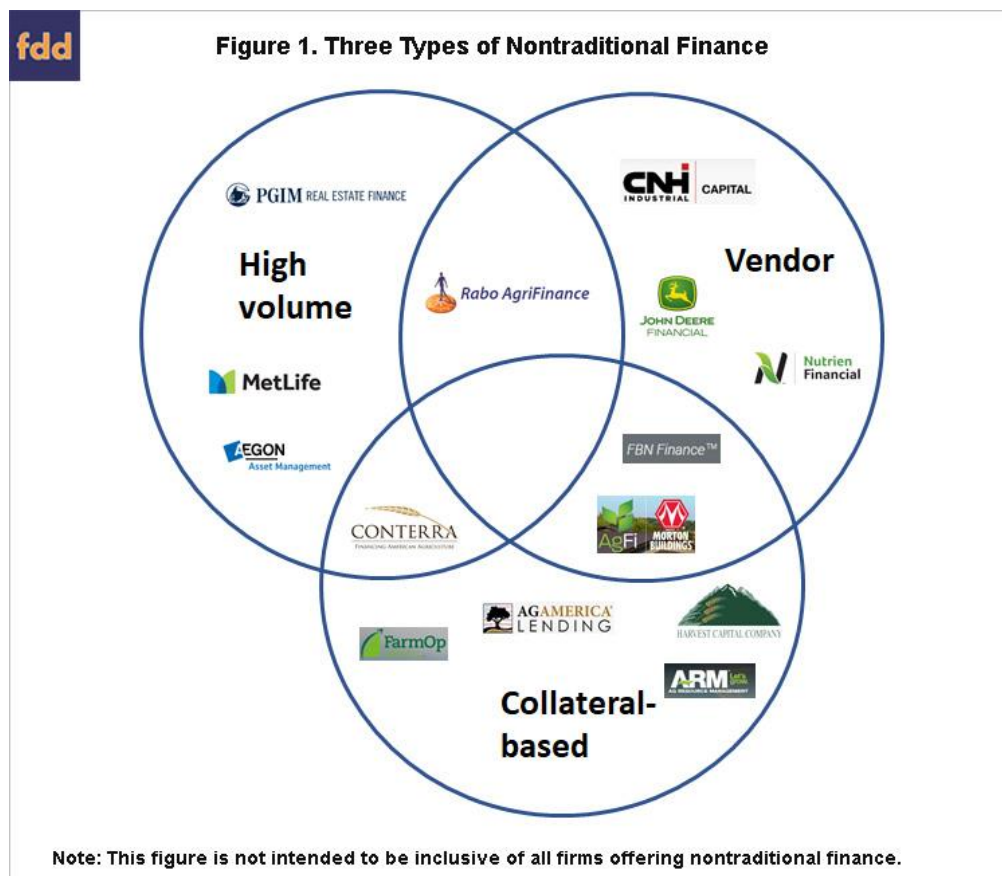 fdd
Figure 1. Three Types of Nontraditional Finance
PGIM REAL ESTATE FINANCE
CNH
INDUSTRIAL
CAPITAL
High
volume
Vendor
Rabo AgriFinance
JOHN DEERE
FINANCIAL
Nutrien
Financial
MetLife
AEGON
Asset Management
FBN Finance™
CONTERRA
FINANCING AMERICAN AGRICULTURE
AgFi
MORTON
BUILDINGS
AGAMERICA
LENDING
HARVEST CAPITAL COMPANY
FarmOp
ARM
AG RESOURCE MANAGEMENT
Collateral-
based
Note: This figure is not intended to be inclusive of all firms offering nontraditional finance.